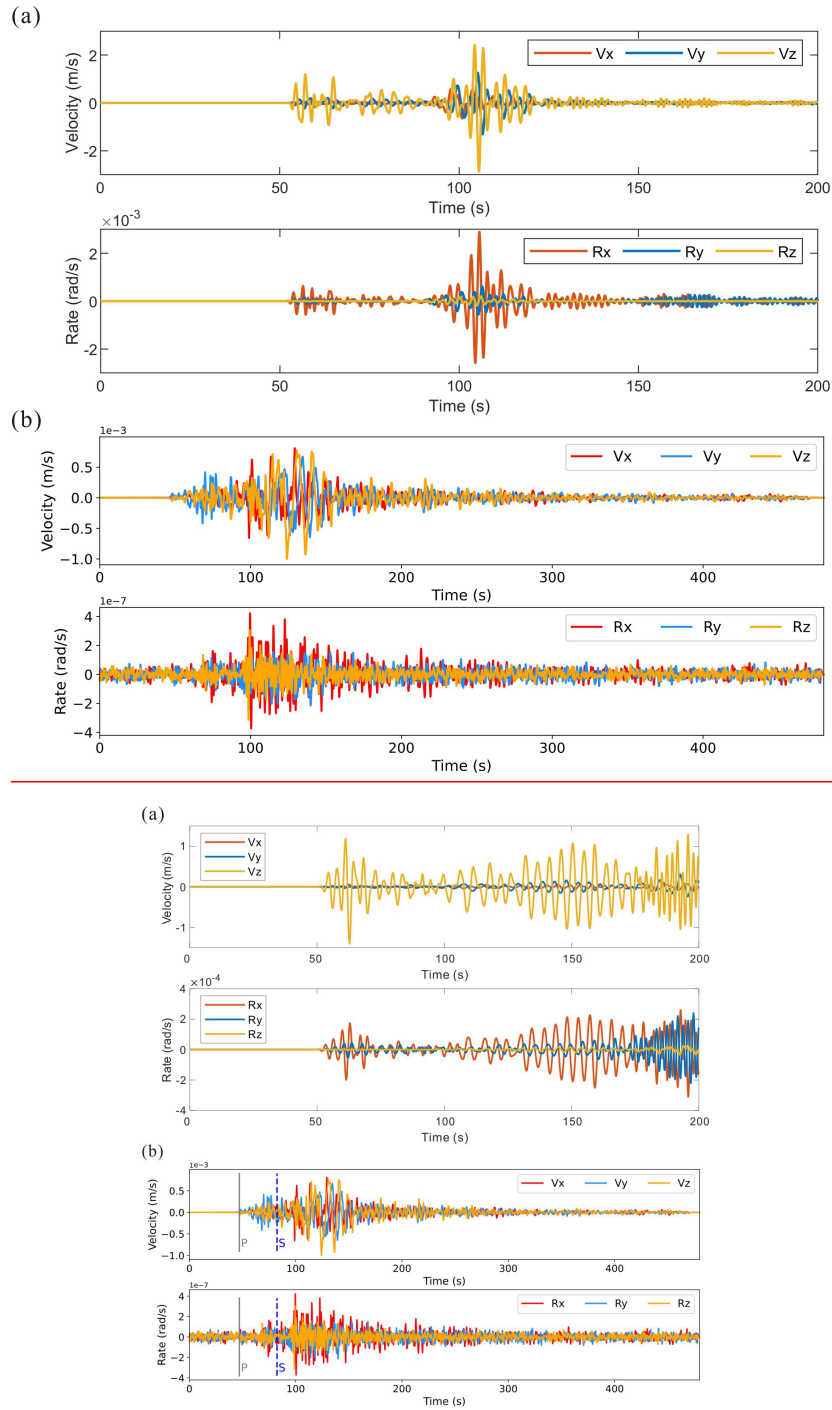 (a)
2
0
-2
Velocity (m/s)
Vx Vy Vz
0 50 100 150 200
Time (s)
×10⁻³
2
0
-2
Rate (rad/s)
Rx Ry Rz
0 50 100 150 200
Time (s)
(b)
1e−3
0.5
0.0
−0.5
−1.0
Velocity (m/s)
Vx Vy Vz
0 100 200 300 400
Time (s)
1e−7
4
2
0
−2
−4
Rate (rad/s)
Rx Ry Rz
0 100 200 300 400
Time (s)
(a)
1
0
-1
Velocity (m/s)
Vx
Vy
Vz
0 50 100 150 200
Time (s)
×10⁻⁴
4
2
0
-2
-4
Rate (rad/s)
Rx
Ry
Rz
0 50 100 150 200
Time (s)
(b)
1e−3
0.5
0.0
−0.5
−1.0
Velocity (m/s)
Vx Vy Vz
P S
0 100 200 300 400
Time (s)
1e−7
4
2
0
−2
−4
Rate (rad/s)
Rx Ry Rz
P S
0 100 200 300 400
Time (s)